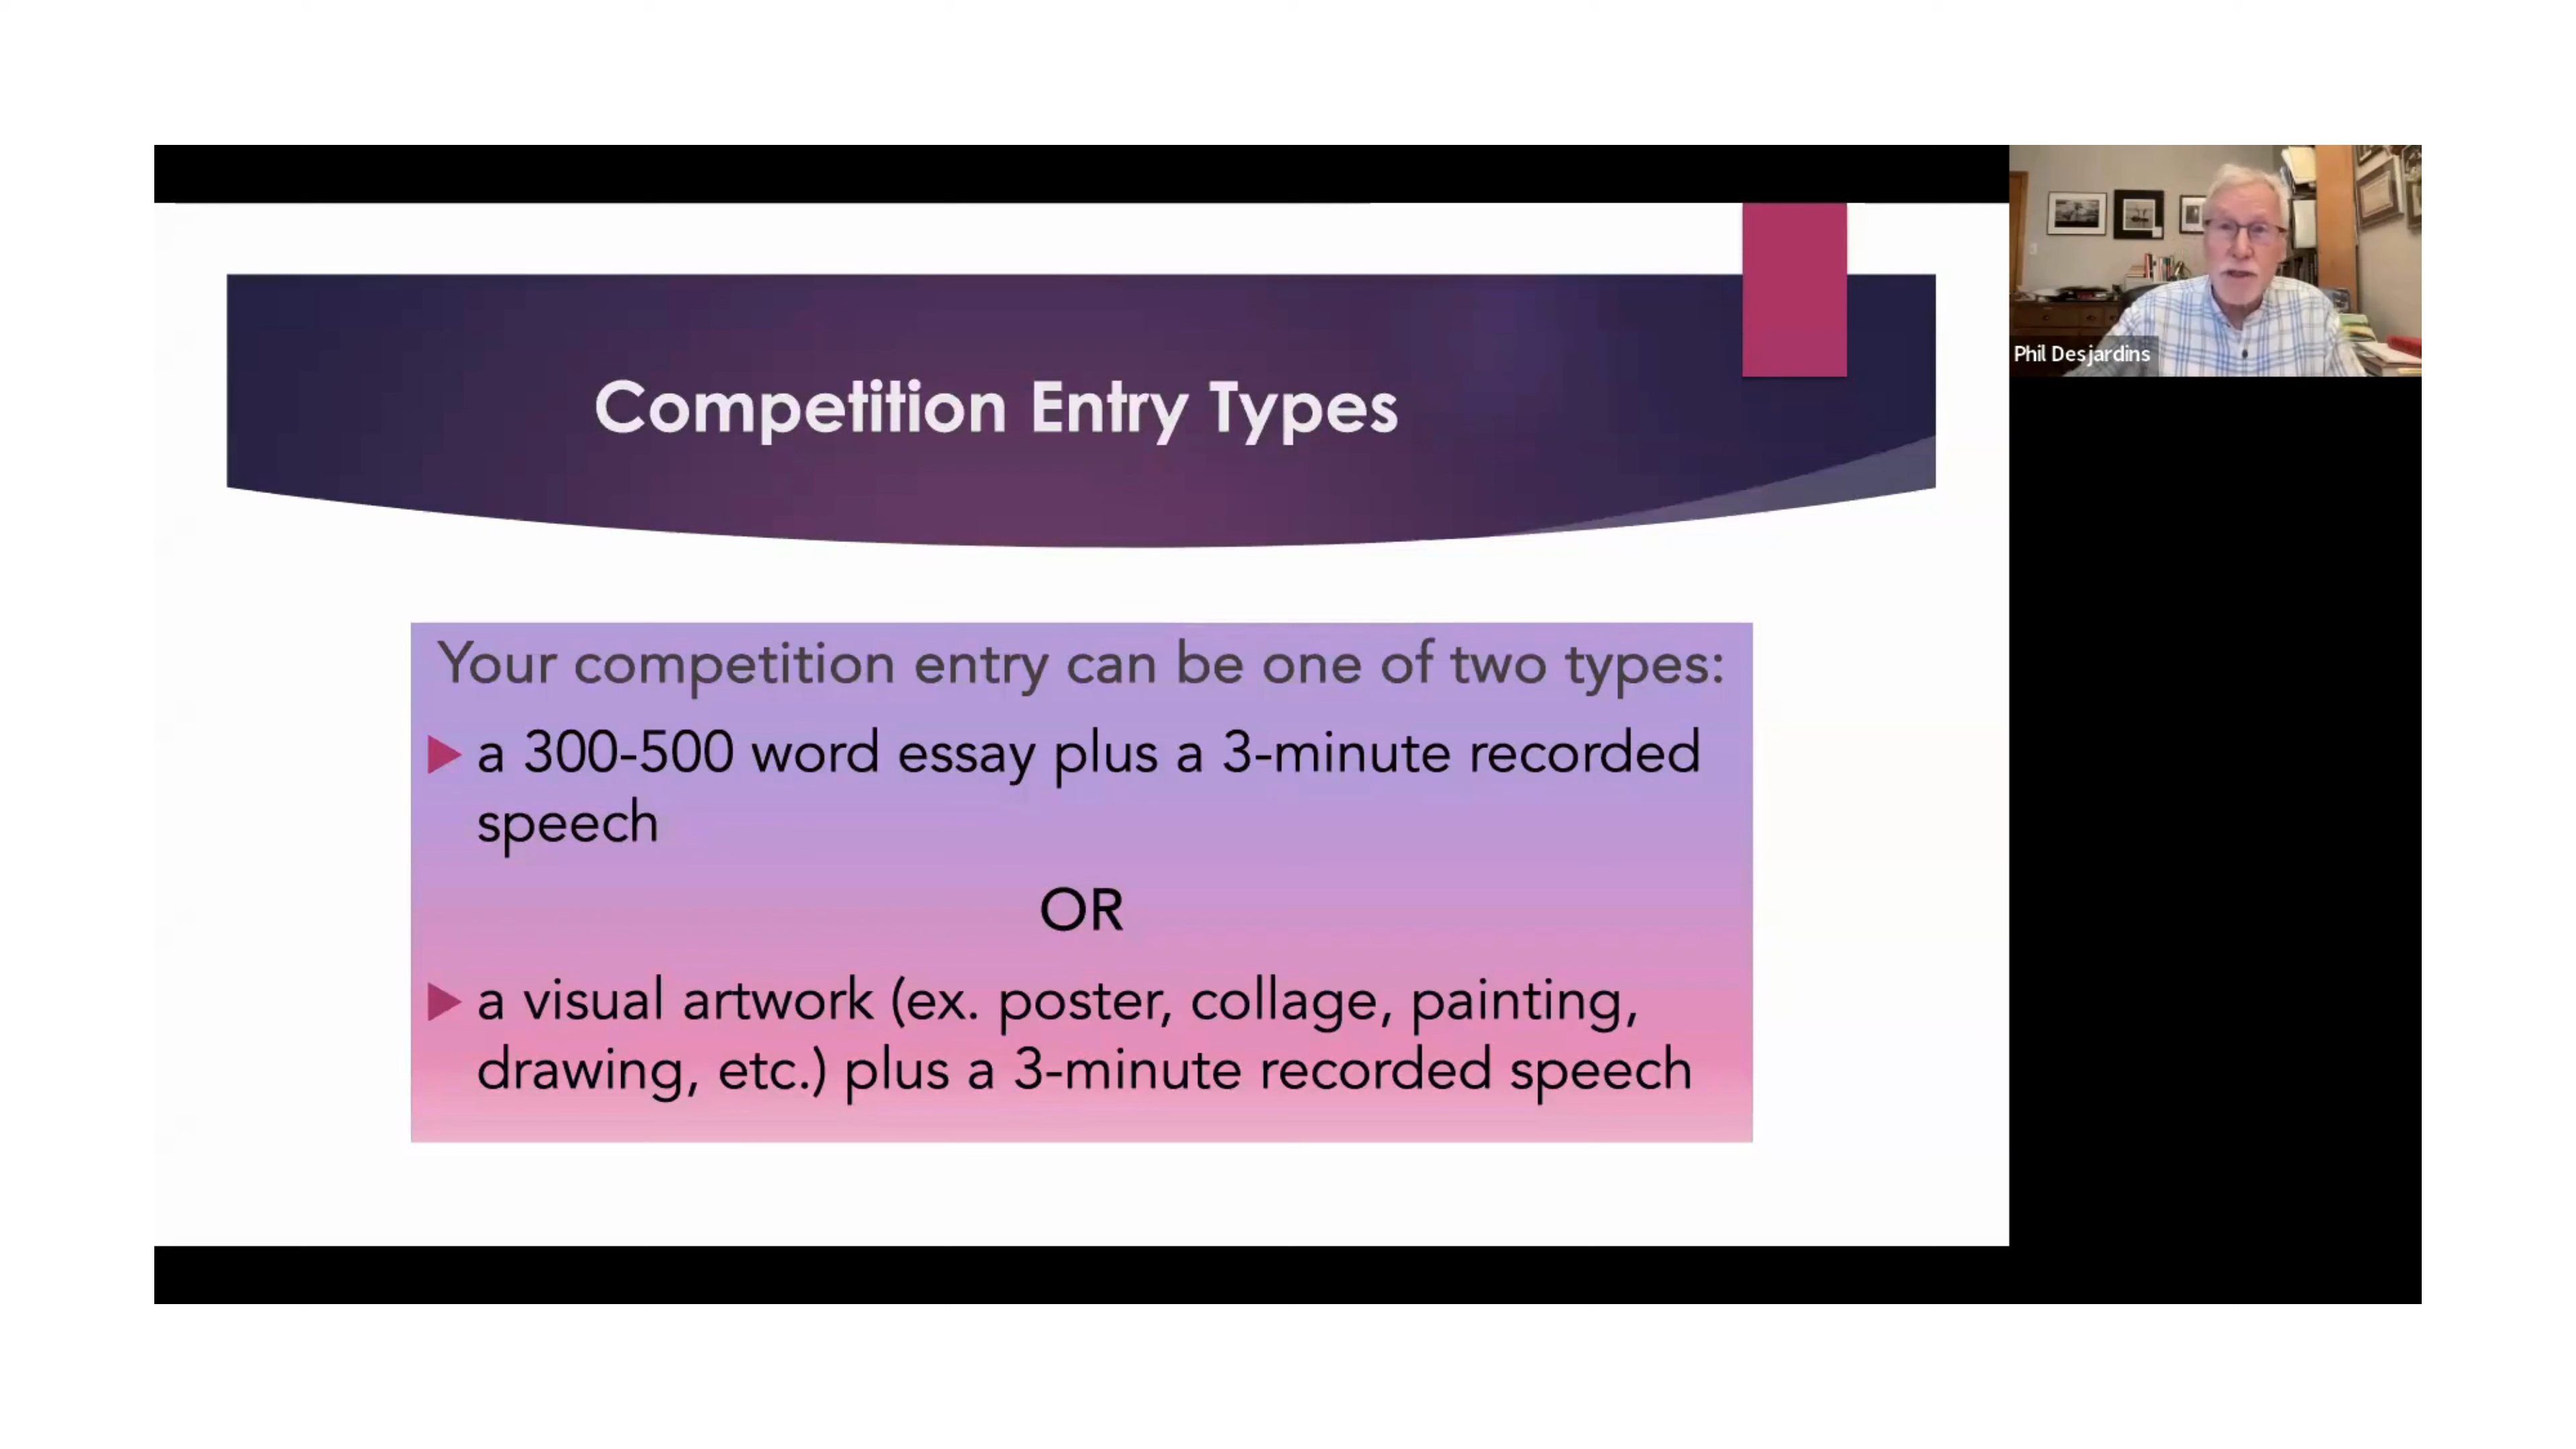 Competition Entry Types
Your competition entry can be one of two types:
a 300-500 word essay plus a 3-minute recorded
speech
OR
a visual artwork (ex. poster, collage, painting,
drawing, etc.) plus a 3-minute recorded speech
Phil Desjardins